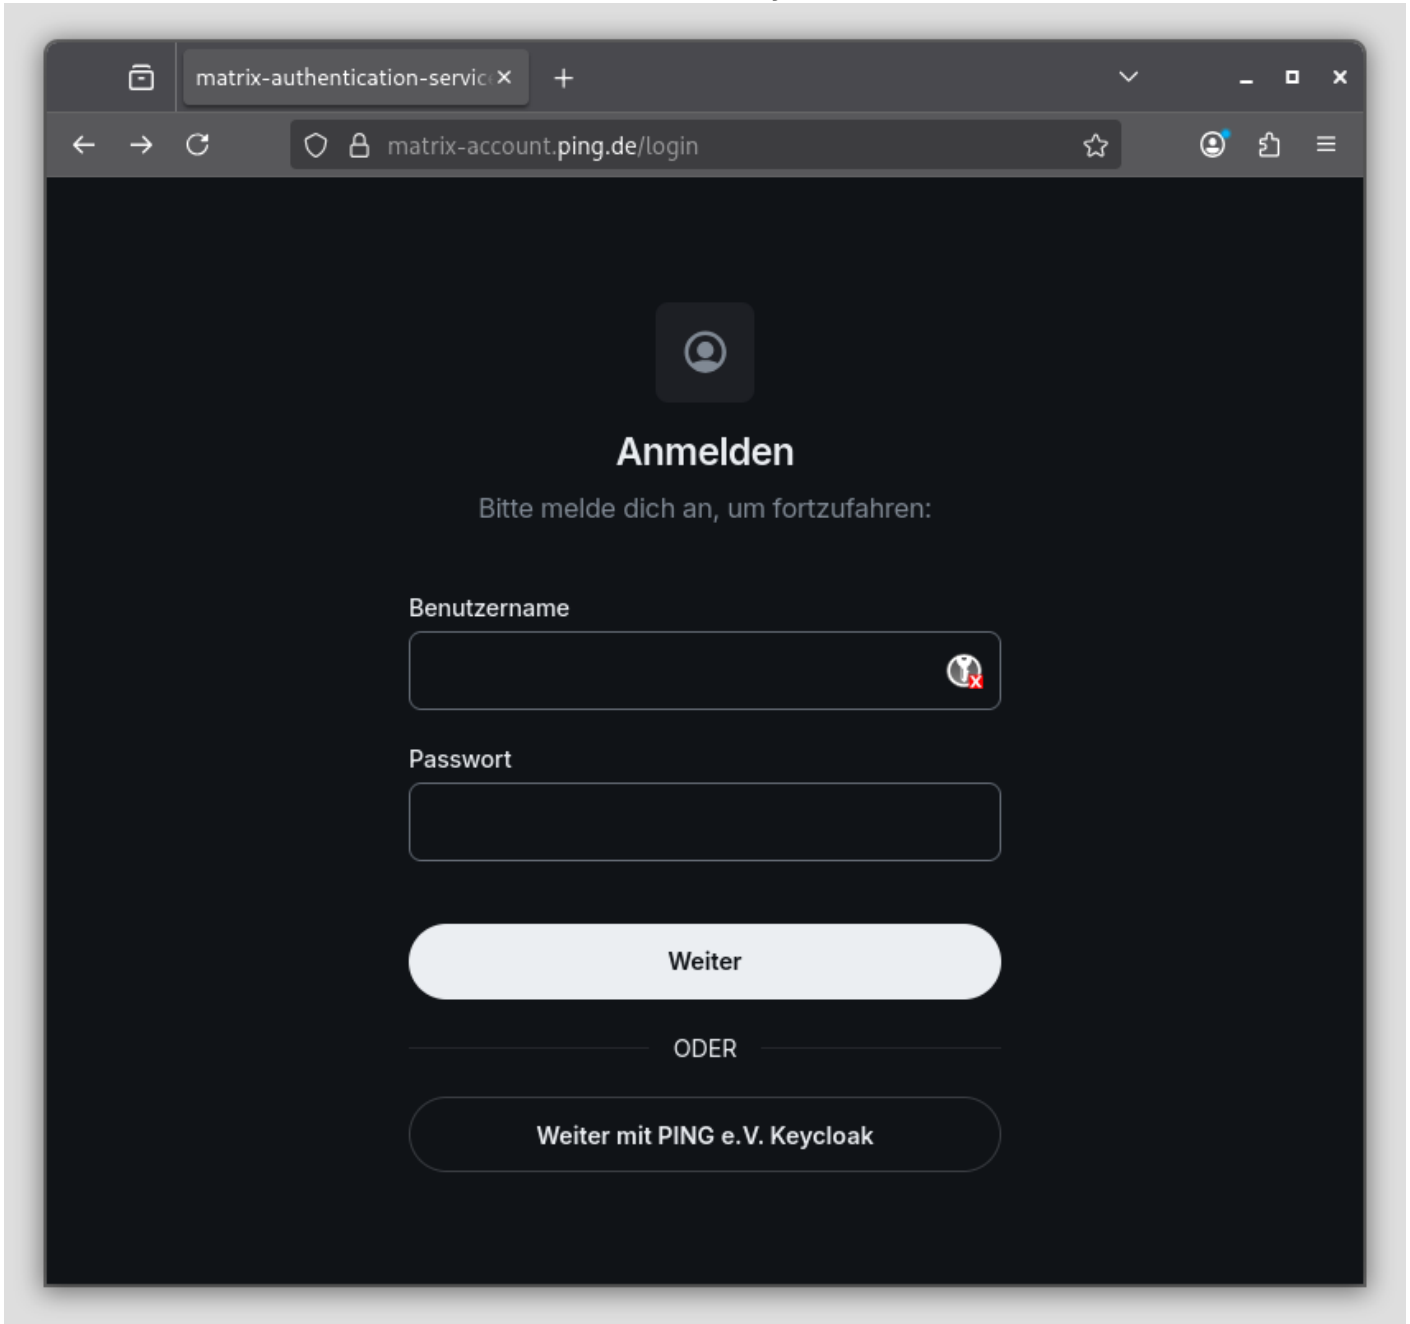 matrix-authentication-servic
matrix-account.ping.de/login
Anmelden
Bitte melde dich an, um fortzufahren:
Benutzername
Passwort
Weiter
ODER
Weiter mit PING e.V. Keycloak